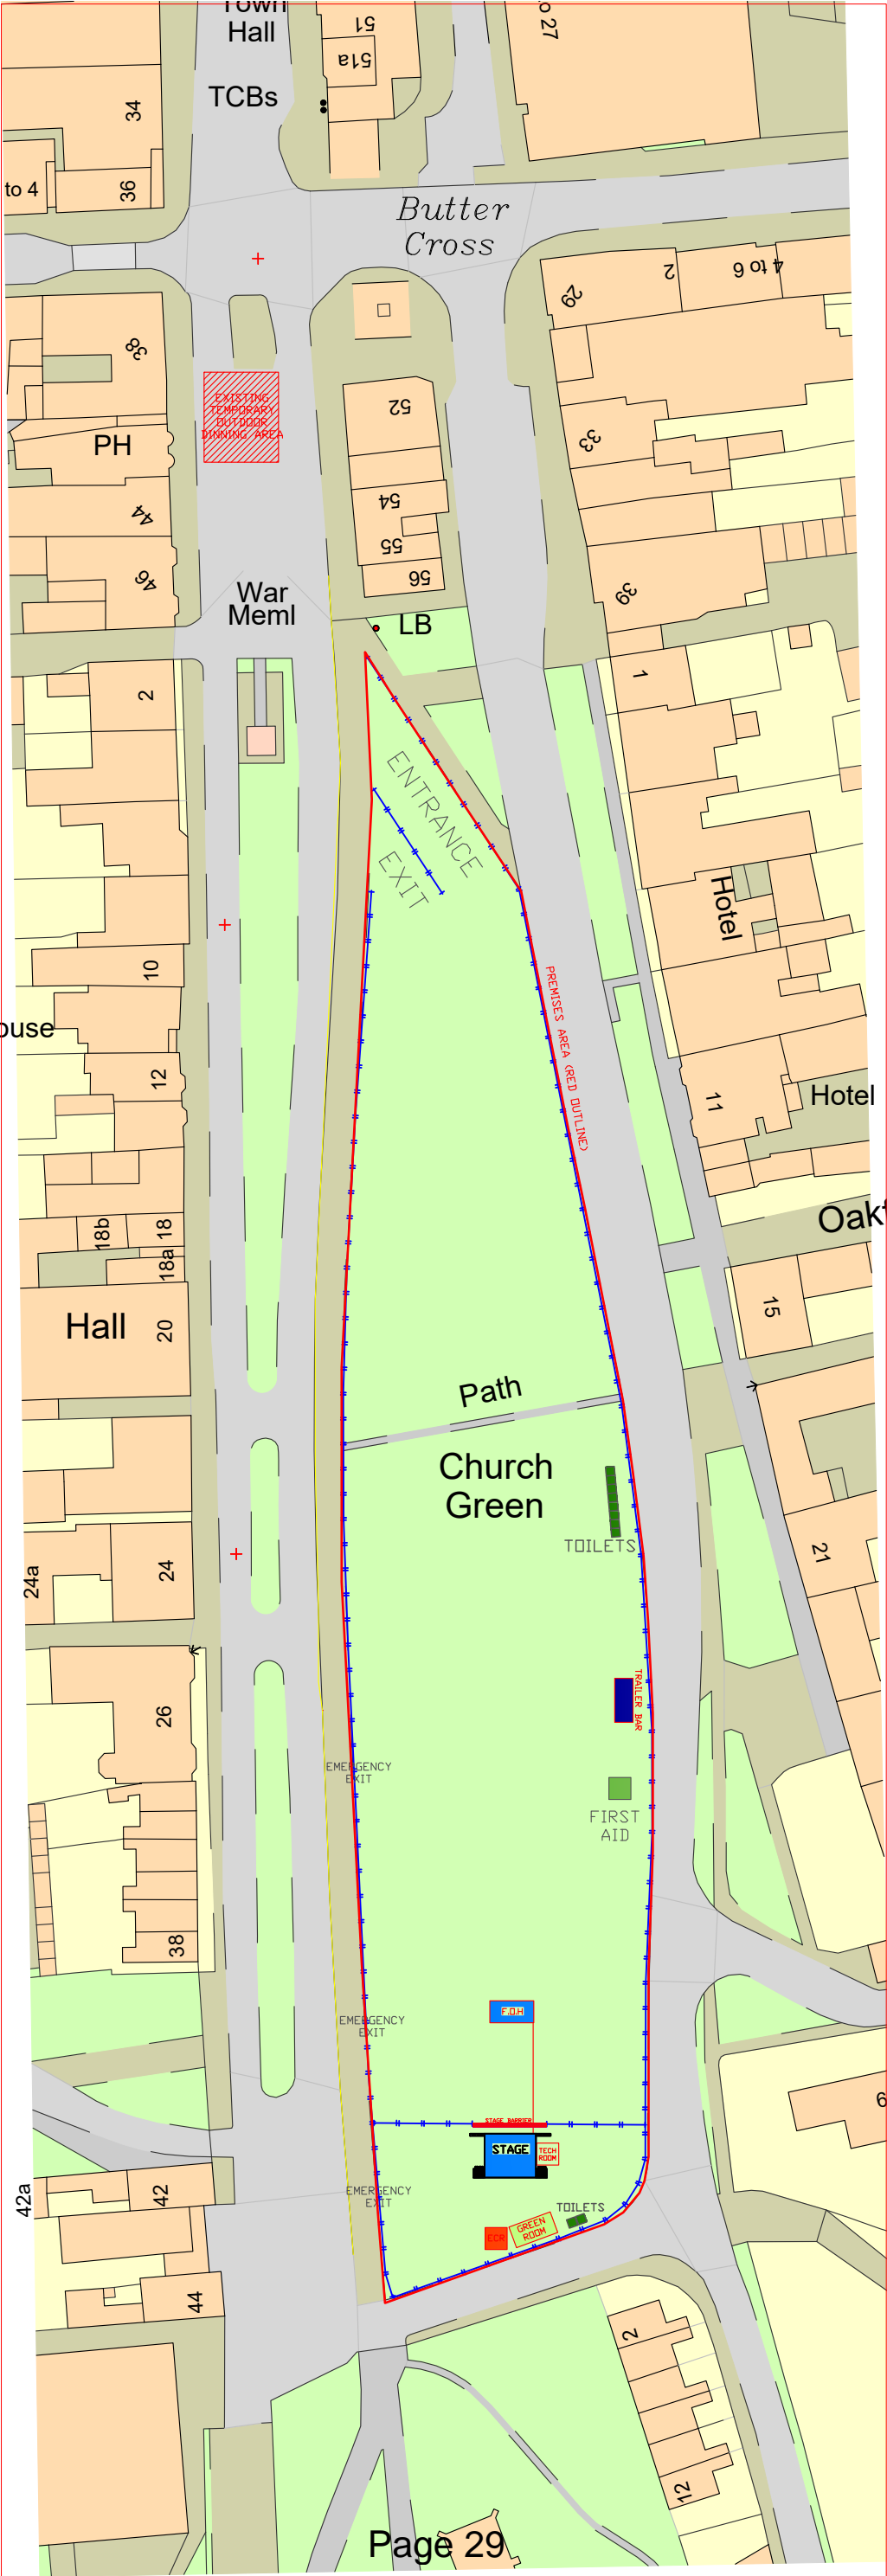 Town
Hall
TCBs
51
51a
to 27
34
36
to 4
Butter
Cross
29
2
4 to 6
38
EXISTING
TEMPORARY
OUTDOOR
DINNING AREA
52
PH
33
44
54
55
56
46
39
War
Meml
LB
1
2
ENTRANCE
EXIT
Hotel
10
PREMISES AREA (RED OUTLINE)
ouse
12
11
Hotel
18b
18
18a
Oakf
Hall
20
15
Path
Church
Green
TOILETS
24a
24
21
26
TRAILER BAR
EMERGENCY
EXIT
FIRST
AID
38
F.O.H
EMERGENCY
EXIT
6
STAGE BARRIER
STAGE
TECH
ROOM
42a
42
EMERGENCY
EXIT
TOILETS
GREEN
ROOM
ECR
44
2
12
Page 29